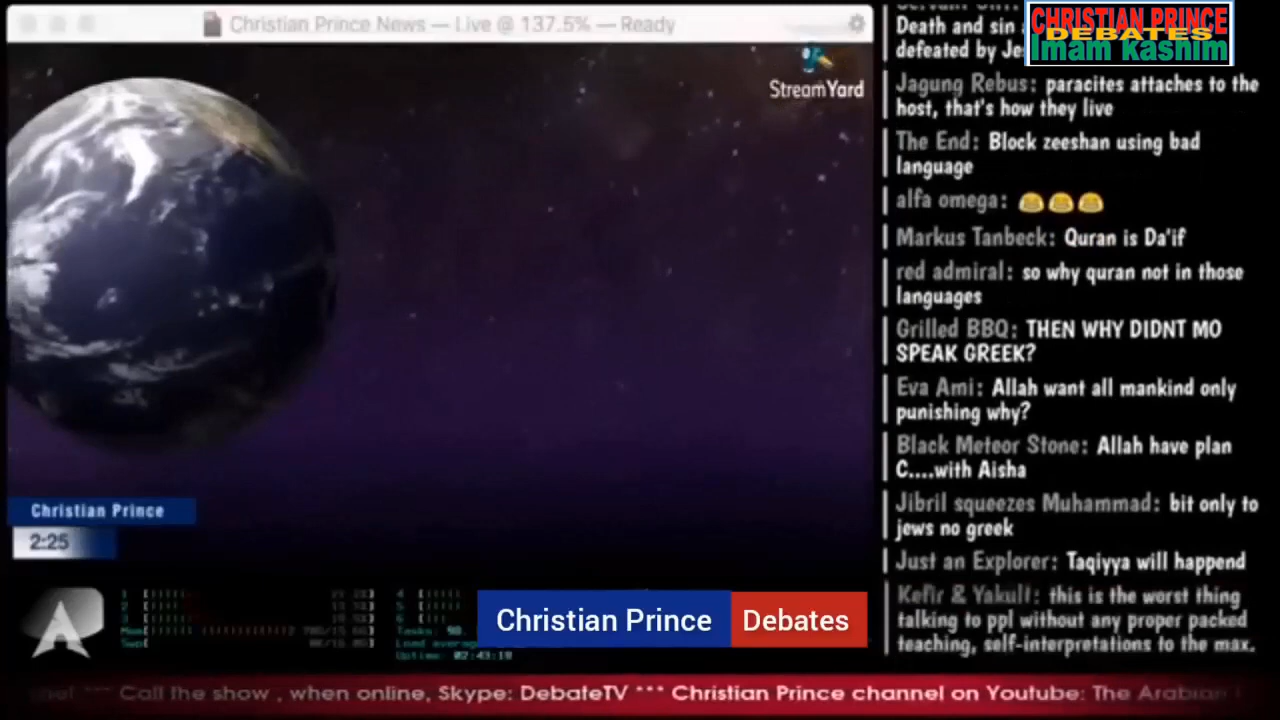 Christian Prince News — Live @ 137.5% — Ready
StreamYard
Christian Prince
2:25
Christian Prince Debates
CHRISTIAN PRINCE
DEBATES
Imam kashim
Death and sin
defeated by
Jagung Rebus: paracites attaches to the
host, that's how they live
The End: Block zeeshan using bad
language
alfa omega: 😂😂😂
Markus Tanbeck: Quran is Da'if
red admiral: so why quran not in those
languages
Grilled BBQ: THEN WHY DIDNT MO
SPEAK GREEK?
Eva Ami: Allah want all mankind only
punishing why?
Black Meteor Stone: Allah have plan
C....with Aisha
Jibril squeezes Muhammad: bit only to
jews no greek
Just an Explorer: Taqiyya will happend
Kefir & Yakult: this is the worst thing
talking to ppl without any proper packed
teaching, self-interpretations to the max.
Uptime: 02:43:18
*** Call the show , when online, Skype: DebateTV *** Christian Prince channel on Youtube: The Arabian